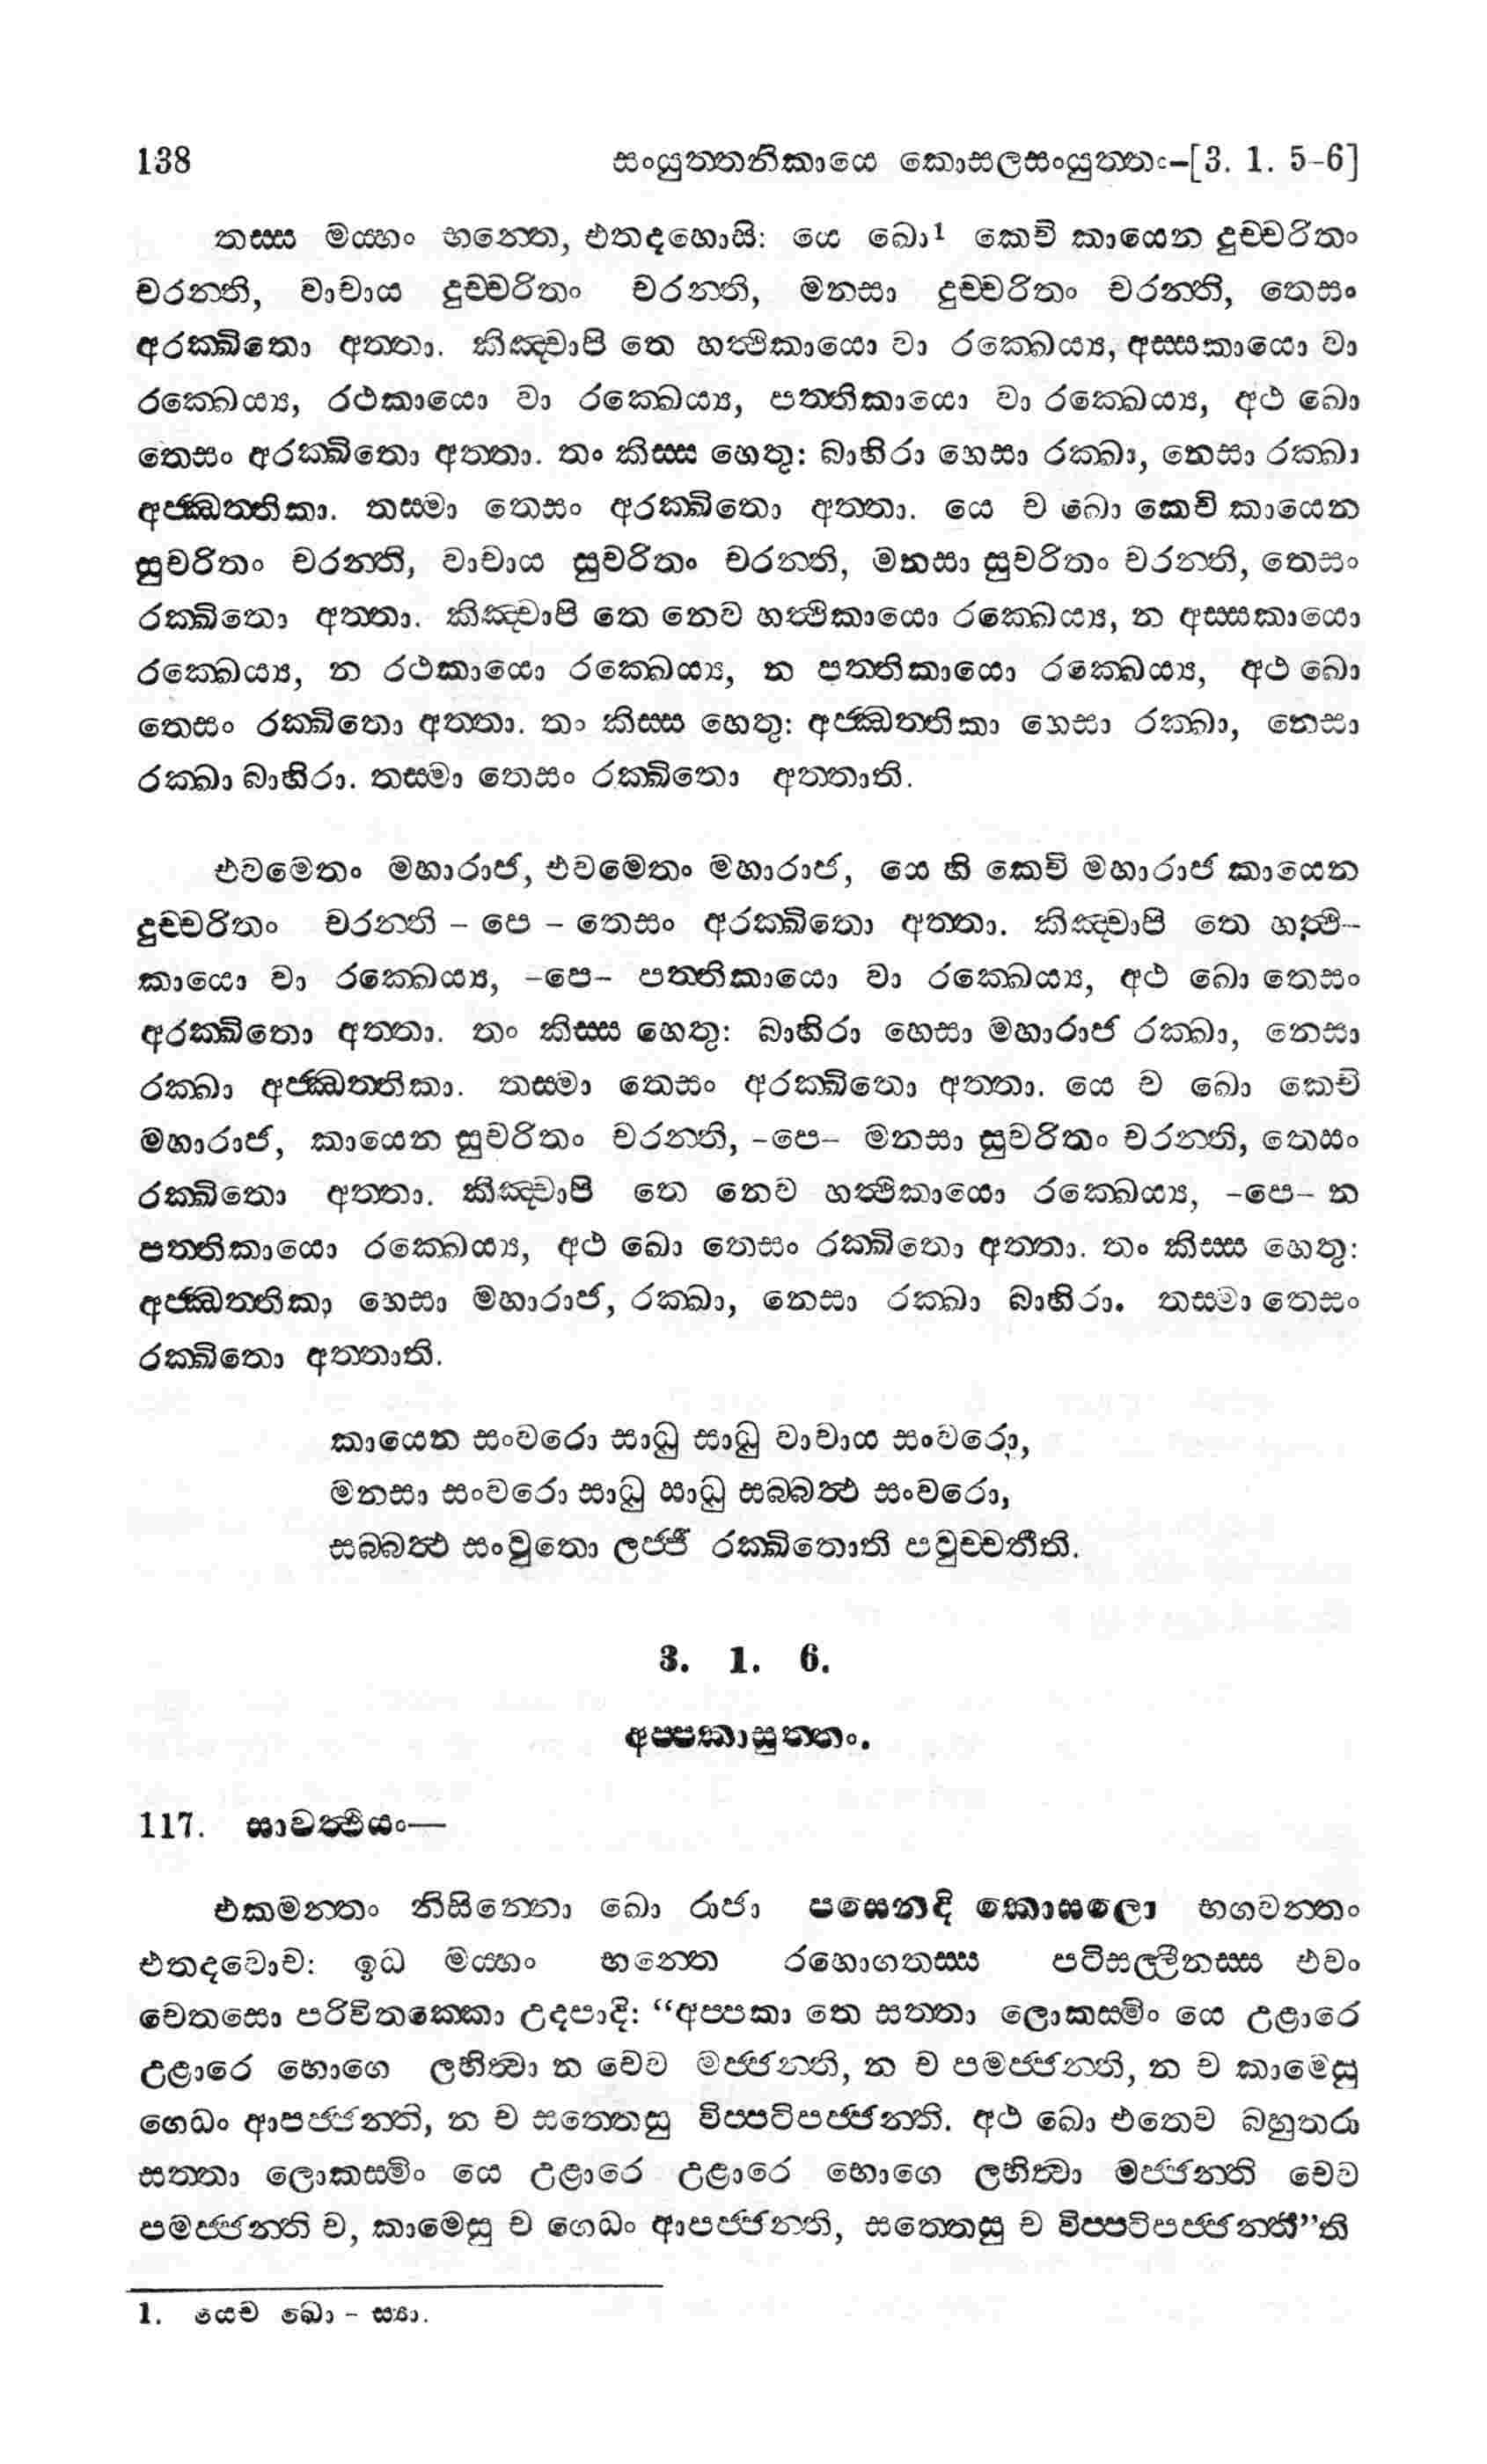 138 සංයුත්තනිකායෙ කොසලසංයුත්තං–[3. 1. 5-6]
තස්ස මය්හං භන්තෙ, එතදහොසි: යෙ ඛො1 කෙචි කායෙන දුච්චරිතං
චරන්ති, වාචාය දුච්චරිතං චරන්ති, මනසා දුච්චරිතං චරන්ති, තෙසං
අරක්ඛිතො අත්තා. කිඤ්චාපි තෙ හත්ථිකායො වා රක්ඛෙය්‍ය, අස්සකායො වා
රක්ඛෙය්‍ය, රථකායො වා රක්ඛෙය්‍ය, පත්තිකායො වා රක්ඛෙය්‍ය, අථ ඛො
තෙසං අරක්ඛිතො අත්තා. තං කිස්ස හෙතු: බාහිරා හෙසා රක්ඛා, නෙසා රක්ඛා
අජ්ඣත්තිකා. තස්මා තෙසං අරක්ඛිතො අත්තා. යෙ ච ඛො කෙචි කායෙන
සුචරිතං චරන්ති, වාචාය සුචරිතං චරන්ති, මනසා සුචරිතං චරන්ති, තෙසං
රක්ඛිතො අත්තා. කිඤ්චාපි තෙ නෙව හත්ථිකායො රක්ඛෙය්‍ය, න අස්සකායො
රක්ඛෙය්‍ය, න රථකායො රක්ඛෙය්‍ය, න පත්තිකායො රක්ඛෙය්‍ය, අථ ඛො
තෙසං රක්ඛිතො අත්තා. තං කිස්ස හෙතු: අජ්ඣත්තිකා හෙසා රක්ඛා, නෙසා
රක්ඛා බාහිරා. තස්මා තෙසං රක්ඛිතො අත්තාති.
එවමෙතං මහාරාජ, එවමෙතං මහාරාජ, යෙ හි කෙචි මහාරාජ කායෙන
දුච්චරිතං චරන්ති – පෙ – තෙසං අරක්ඛිතො අත්තා. කිඤ්චාපි තෙ හත්ථි-
කායො වා රක්ඛෙය්‍ය, –පෙ– පත්තිකායො වා රක්ඛෙය්‍ය, අථ ඛො තෙසං
අරක්ඛිතො අත්තා. තං කිස්ස හෙතු: බාහිරා හෙසා මහාරාජ රක්ඛා, නෙසා
රක්ඛා අජ්ඣත්තිකා. තස්මා තෙසං අරක්ඛිතො අත්තා. යෙ ච ඛො කෙචි
මහාරාජ, කායෙන සුචරිතං චරන්ති, –පෙ– මනසා සුචරිතං චරන්ති, තෙසං
රක්ඛිතො අත්තා. කිඤ්චාපි තෙ නෙව හත්ථිකායො රක්ඛෙය්‍ය, –පෙ– න
පත්තිකායො රක්ඛෙය්‍ය, අථ ඛො තෙසං රක්ඛිතො අත්තා. තං කිස්ස හෙතු:
අජ්ඣත්තිකා හෙසා මහාරාජ, රක්ඛා, නෙසා රක්ඛා බාහිරා. තස්මා තෙසං
රක්ඛිතො අත්තාති.
කායෙන සංවරො සාධු සාධු වාචාය සංවරො,
මනසා සංවරො සාධු සාධු සබ්බත්ථ සංවරො,
සබ්බත්ථ සංවුතො ලජ්ජී රක්ඛිතොති පවුච්චතීති.
3. 1. 6.
අප්පකාසුත්තං.
117. සාවත්ථියං—
එකමන්තං නිසින්නො ඛො රාජා පසෙනදි කොසලො භගවන්තං
එතදවොච: ඉධ මය්හං භන්තෙ රහොගතස්ස පටිසල්ලීනස්ස එවං
චෙතසො පරිවිතක්කො උදපාදි: “අප්පකා තෙ සත්තා ලොකස්මිං යෙ උළාරෙ
උළාරෙ භොගෙ ලභිත්‍වා න චෙව මජ්ජන්ති, න ච පමජ්ජන්ති, න ච කාමෙසු
ගෙධං ආපජ්ජන්ති, න ච සත්තෙසු විප්පටිපජ්ජන්ති. අථ ඛො එතෙව බහුතරා
සත්තා ලොකස්මිං යෙ උළාරෙ උළාරෙ භොගෙ ලභිත්‍වා මජ්ජන්ති චෙව
පමජ්ජන්ති ච, කාමෙසු ච ගෙධං ආපජ්ජන්ති, සත්තෙසු ච විප්පටිපජ්ජන්තී”ති
1. යෙච ඛො – ස්‍යා.